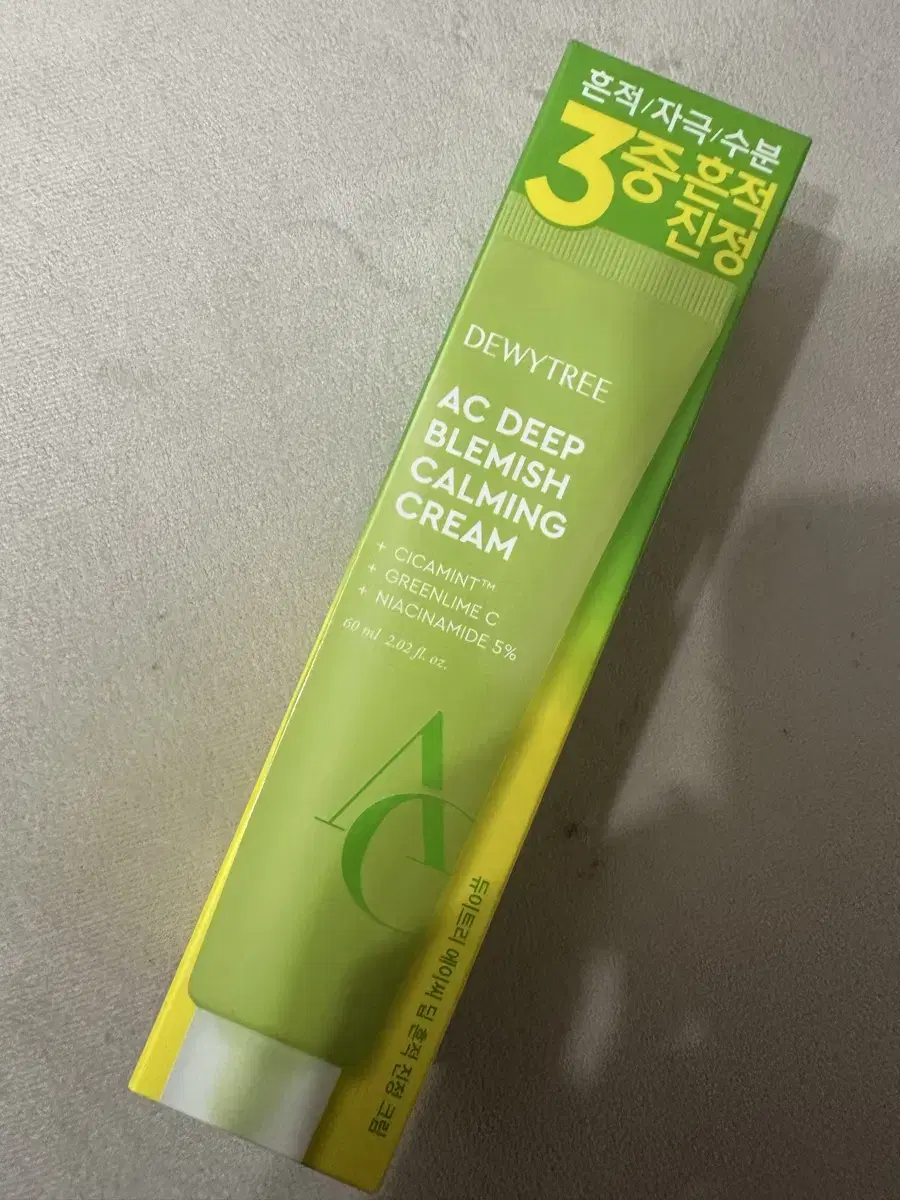 흔적/자극/수분
3중 흔적
진정
DEWYTREE
AC DEEP
BLEMISH
CALMING
CREAM
+ CICAMINT™
+ GREENLIME C
+ NIACINAMIDE 5%
60 ml 2.02 fl. oz.
AC
듀이트리 에이씨 딥 흔적 진정 크림